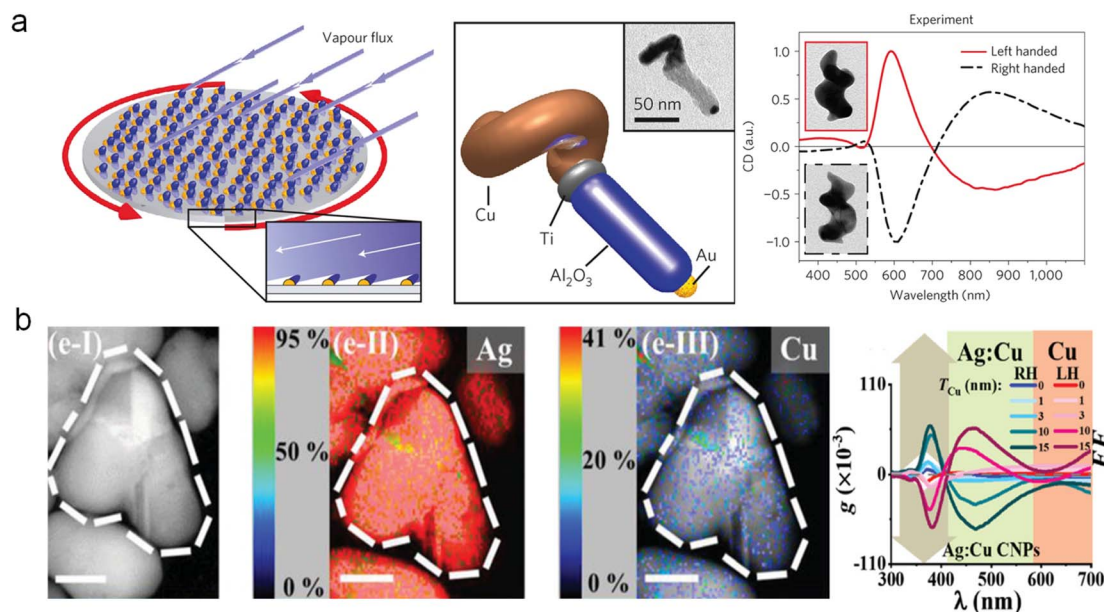 a
Vapour flux
50 nm
Cu
Ti
Al₂O₃
Au
Experiment
Left handed
Right handed
CD (a.u.)
1.0
0.5
0.0
−0.5
−1.0
400 500 600 700 800 900 1,000
Wavelength (nm)
b
(e-I)
95 %
50 %
0 %
(e-II)
Ag
41 %
20 %
0 %
(e-III)
Cu
Ag:Cu Cu
RH LH
T_Cu (nm): 0 0
1 1
3 3
10 10
15 15
g (×10⁻³)
110
0
-110
Ag:Cu CNPs
300 400 500 600 700
λ (nm)